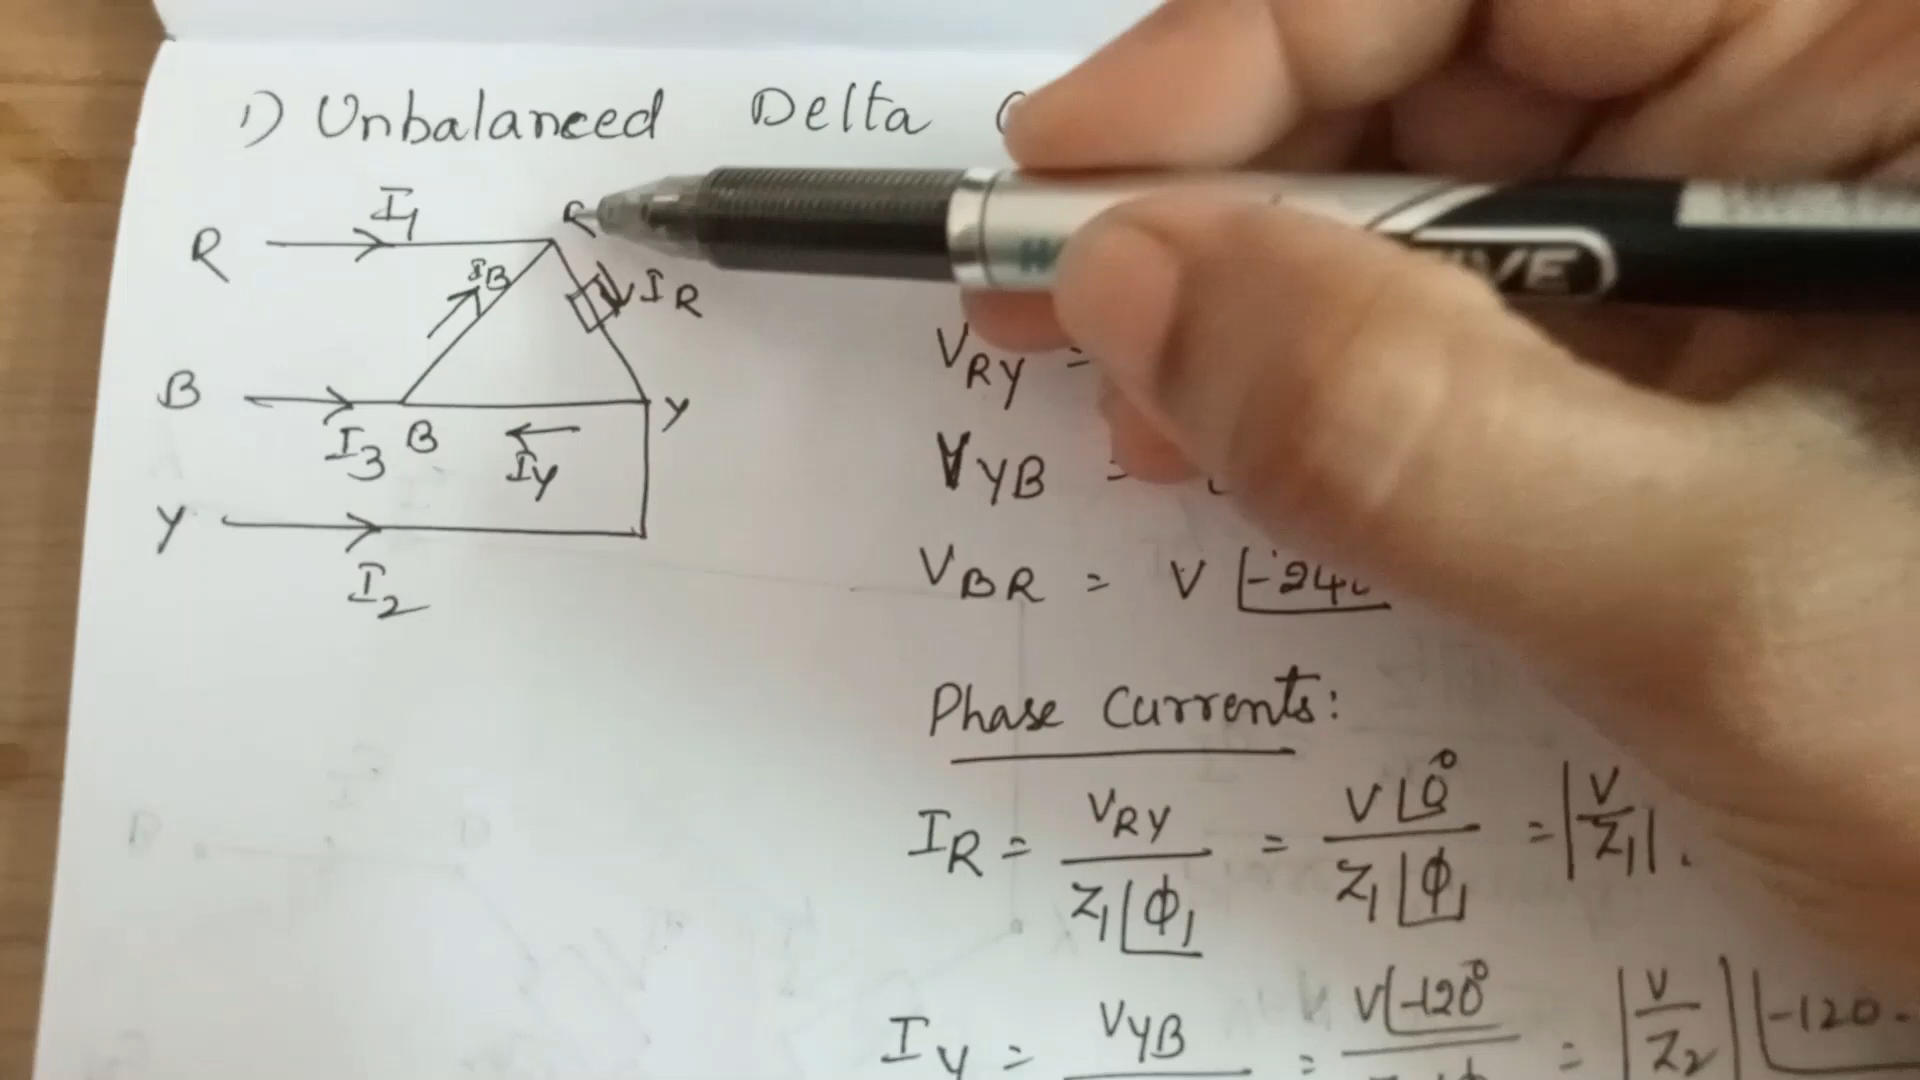 1) Unbalanced Delta
R I1 R
IB IR
B I3 B IY Y
Y I2
VRY =
VYB =
VBR = V∠-240
Phase Currents:
IR = VRY / Z1∠ϕ1 = V∠0° / Z1∠ϕ1 = |V/Z1|
IY = VYB = V∠-120° = |V/Z2| ∠-120-